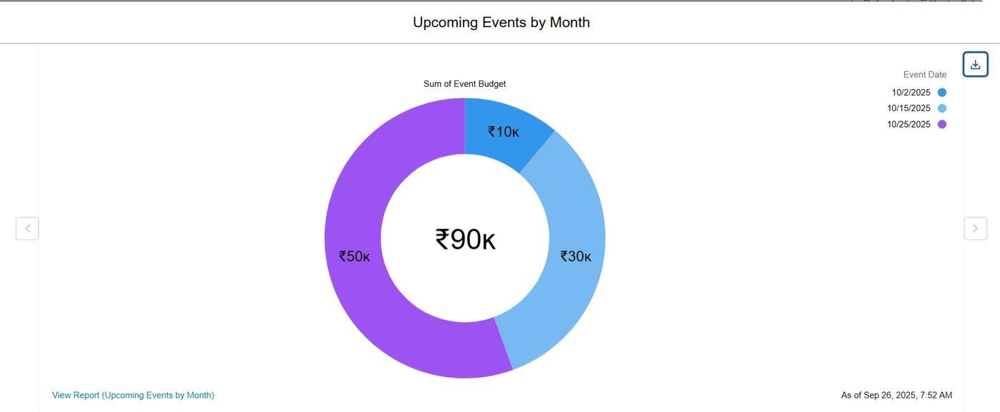 Upcoming Events by Month
Sum of Event Budget
Event Date
10/2/2025
10/15/2025
10/25/2025
₹10K
₹90K
₹50K
₹30K
View Report (Upcoming Events by Month)
As of Sep 26, 2025, 7:52 AM